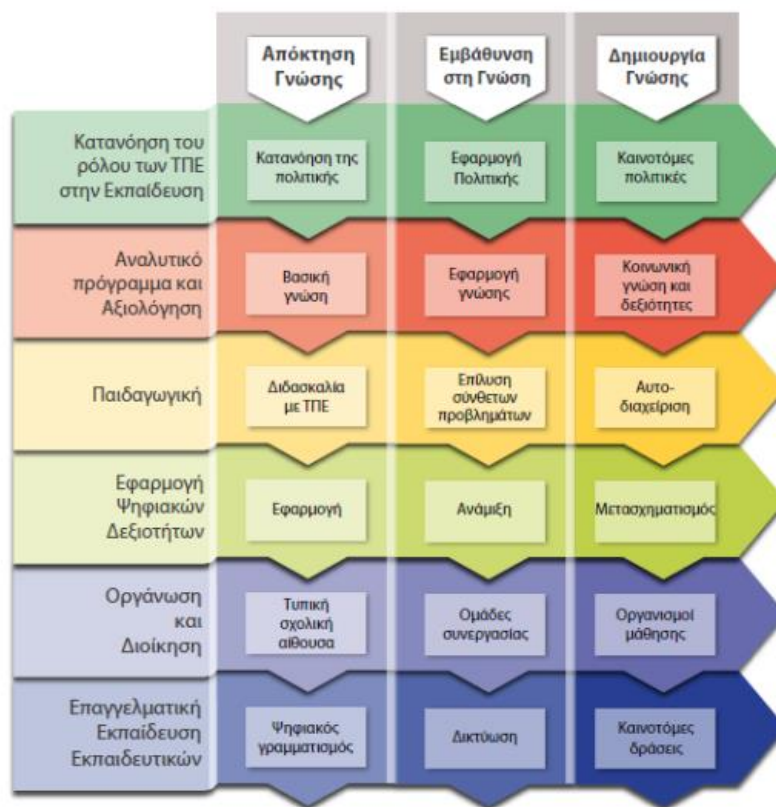 Απόκτηση
Γνώσης
Εμβάθυνση
στη Γνώση
Δημιουργία
Γνώσης
Κατανόηση του
ρόλου των ΤΠΕ
στην Εκπαίδευση
Κατανόηση της
πολιτικής
Εφαρμογή
Πολιτικής
Καινοτόμες
πολιτικές
Αναλυτικό
πρόγραμμα και
Αξιολόγηση
Βασική
γνώση
Εφαρμογή
γνώσης
Κοινωνική
γνώση και
δεξιότητες
Παιδαγωγική
Διδασκαλία
με ΤΠΕ
Επίλυση
σύνθετων
προβλημάτων
Αυτο-
διαχείριση
Εφαρμογή
Ψηφιακών
Δεξιοτήτων
Εφαρμογή
Ανάμιξη
Μετασχηματισμός
Οργάνωση
και
Διοίκηση
Τυπική
σχολική
αίθουσα
Ομάδες
συνεργασίας
Οργανισμοί
μάθησης
Επαγγελματική
Εκπαίδευση
Εκπαιδευτικών
Ψηφιακός
γραμματισμός
Δικτύωση
Καινοτόμες
δράσεις